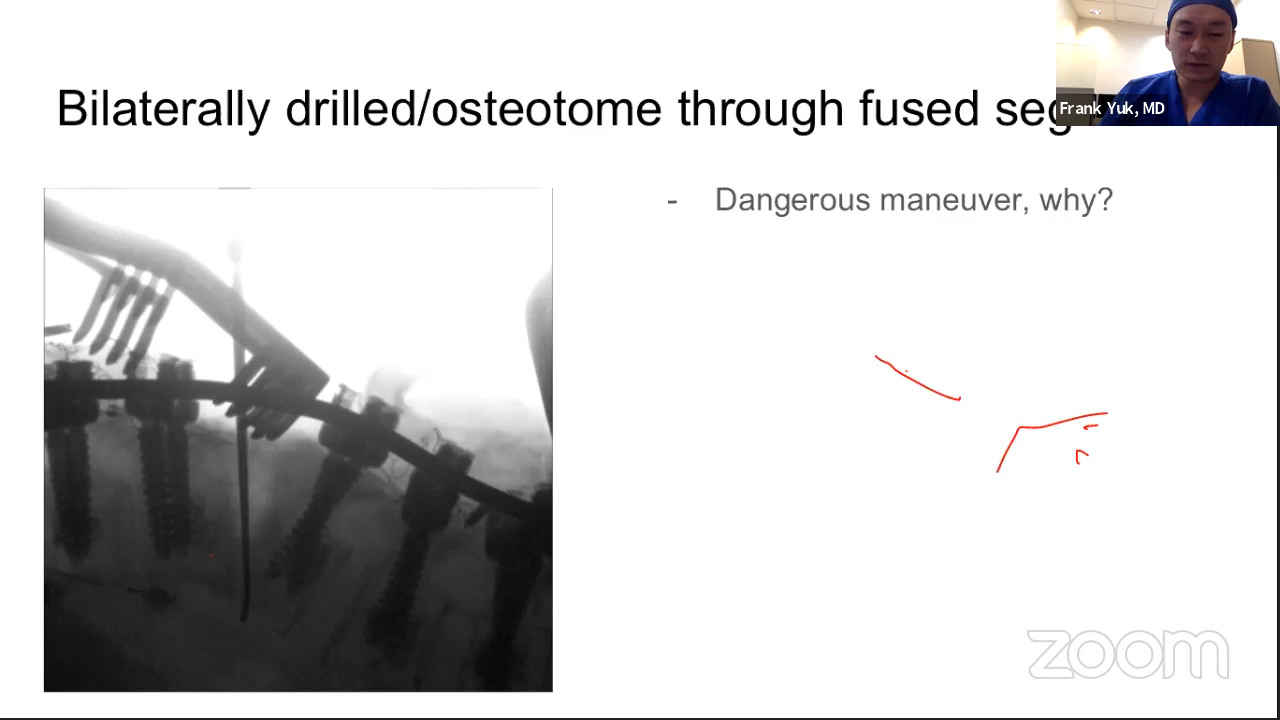 Bilaterally drilled/osteotome through fused seg
Frank Yuk, MD
- Dangerous maneuver, why?
zoom